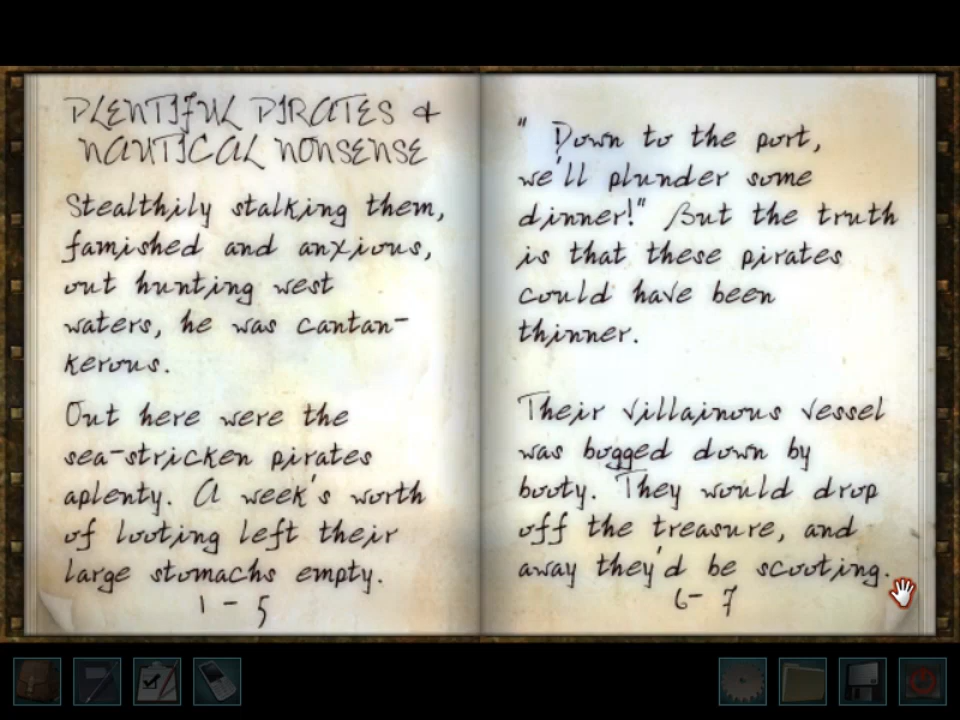 PLENTIFUL PIRATES &
NAUTICAL NONSENSE
Stealthily stalking them,
famished and anxious,
out hunting west
waters, he was cantan-
kerous.
Out here were the
sea-stricken pirates
aplenty. A week's worth
of looting left their
large stomachs empty.
1 - 5
" Down to the port,
we'll plunder some
dinner!" But the truth
is that these pirates
could have been
thinner.
Their villainous vessel
was bogged down by
booty. They would drop
off the treasure, and
away they'd be scooting.
6- 7